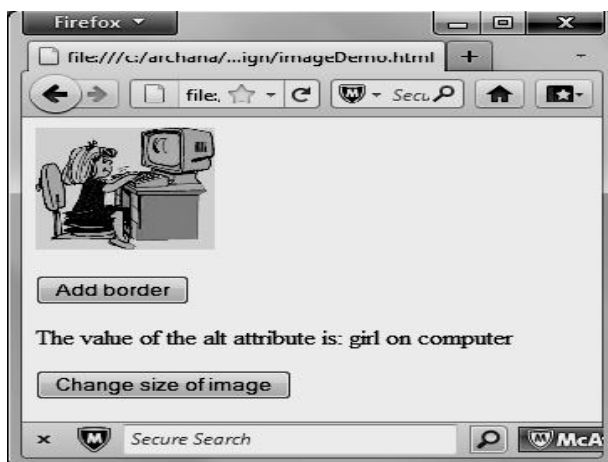 Firefox
file:///c:/archana/...ign/imageDemo.html
file:
Secu
Add border
The value of the alt attribute is: girl on computer
Change size of image
× Secure Search McA